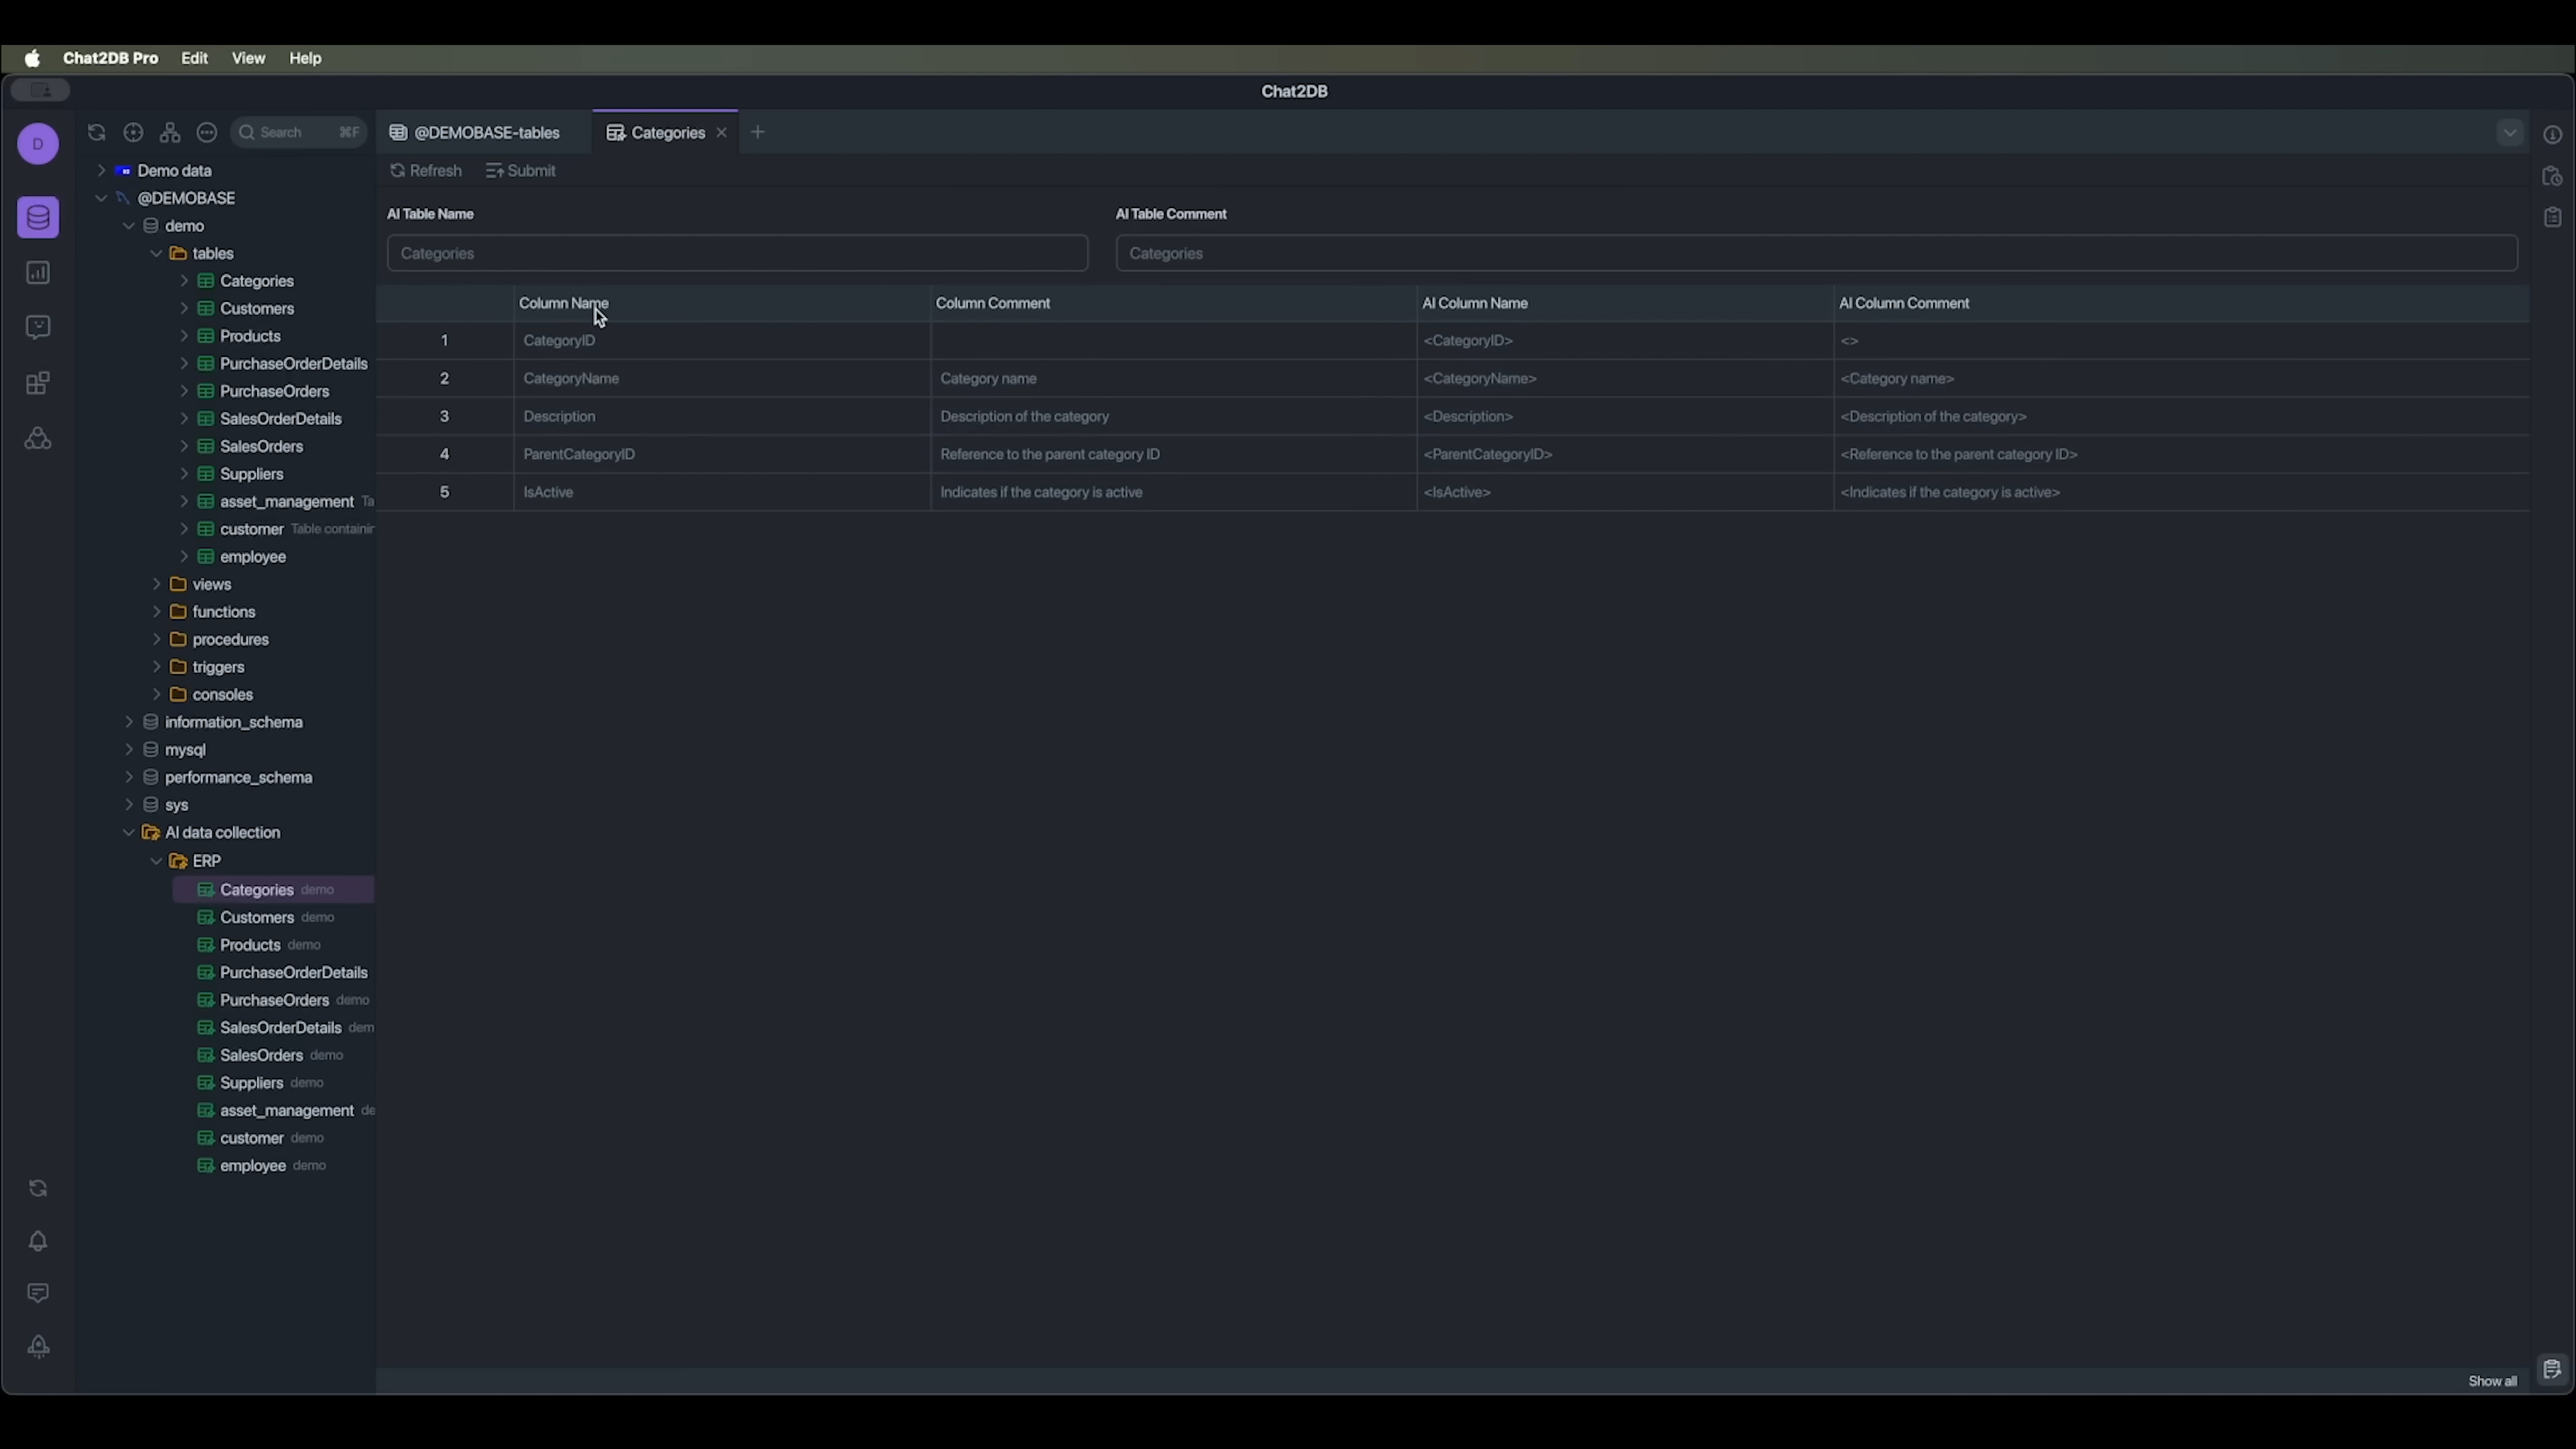 Chat2DB Pro Edit View Help
Chat2DB
D
Search ⌘F
@DEMOBASE-tables
Categories
Refresh Submit
Demo data
@DEMOBASE
demo
tables
Categories
Customers
Products
PurchaseOrderDetails
PurchaseOrders
SalesOrderDetails
SalesOrders
Suppliers
asset_management Ta
customer Table containin
employee
views
functions
procedures
triggers
consoles
information_schema
mysql
performance_schema
sys
AI data collection
ERP
Categories demo
Customers demo
Products demo
PurchaseOrderDetails
PurchaseOrders demo
SalesOrderDetails dem
SalesOrders demo
Suppliers demo
asset_management de
customer demo
employee demo
AI Table Name AI Table Comment
Categories Categories
Column Name Column Comment AI Column Name AI Column Comment
1 CategoryID <CategoryID> <>
2 CategoryName Category name <CategoryName> <Category name>
3 Description Description of the category <Description> <Description of the category>
4 ParentCategoryID Reference to the parent category ID <ParentCategoryID> <Reference to the parent category ID>
5 IsActive Indicates if the category is active <IsActive> <Indicates if the category is active>
Show all